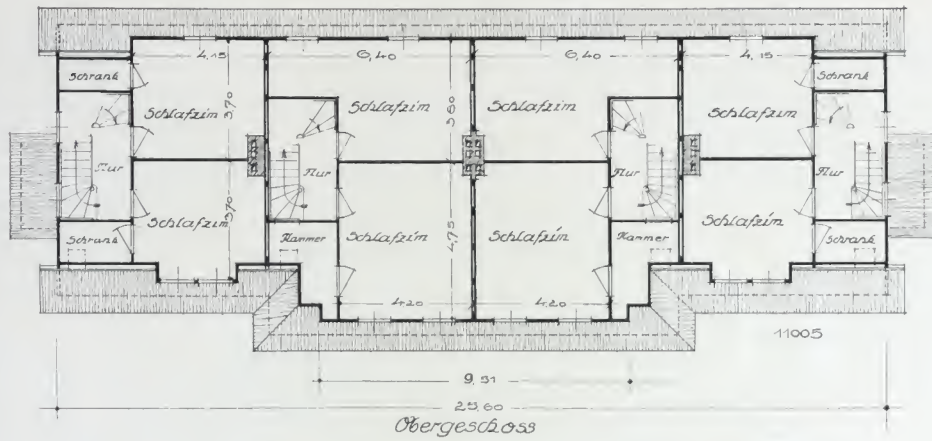 4,15 6,40 6,40 4,15
Schrank Schrank
Schlafzim 3,70 Schlafzim 3,60 Schlafzim Schlafzim
Flur Flur Flur Flur
Schlafzim 3,70 Schlafzim 4,75 Schlafzim Schlafzim
Schrank Kammer Kammer Schrank
4,20 4,20
11005
9,51
25,60
Obergeschoss